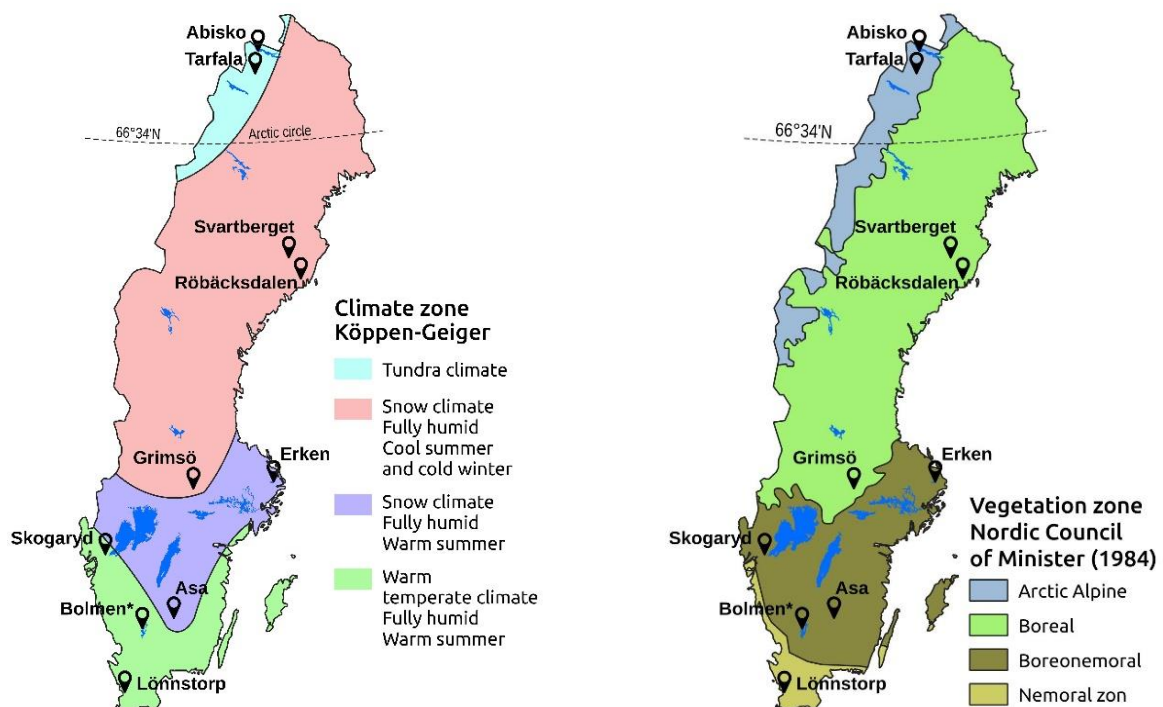 Abisko
Tarfala
66°34'N
Arctic circle
Svartberget
Röbäcksdalen
Climate zone
Köppen-Geiger
Tundra climate
Snow climate
Fully humid
Cool summer
and cold winter
Snow climate
Fully humid
Warm summer
Warm
temperate climate
Fully humid
Warm summer
Grimsö
Erken
Skogaryd
Asa
Bolmen*
Lönnstorp
Abisko
Tarfala
66°34'N
Svartberget
Röbäcksdalen
Grimsö
Erken
Skogaryd
Asa
Bolmen*
Lönnstorp
Vegetation zone
Nordic Council
of Minister (1984)
Arctic Alpine
Boreal
Boreonemoral
Nemoral zon